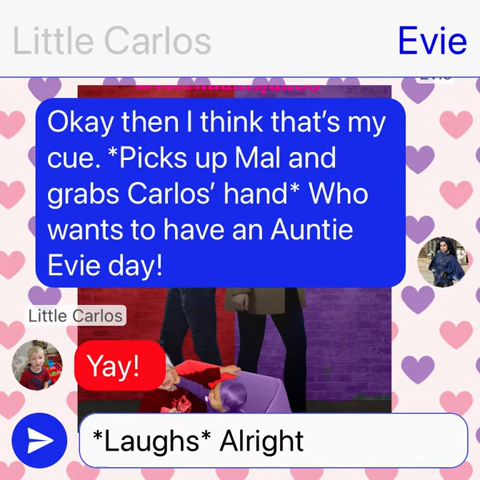 Little Carlos
Evie
Okay then I think that's my
cue. *Picks up Mal and
grabs Carlos' hand* Who
wants to have an Auntie
Evie day!
Little Carlos
Yay!
*Laughs* Alright